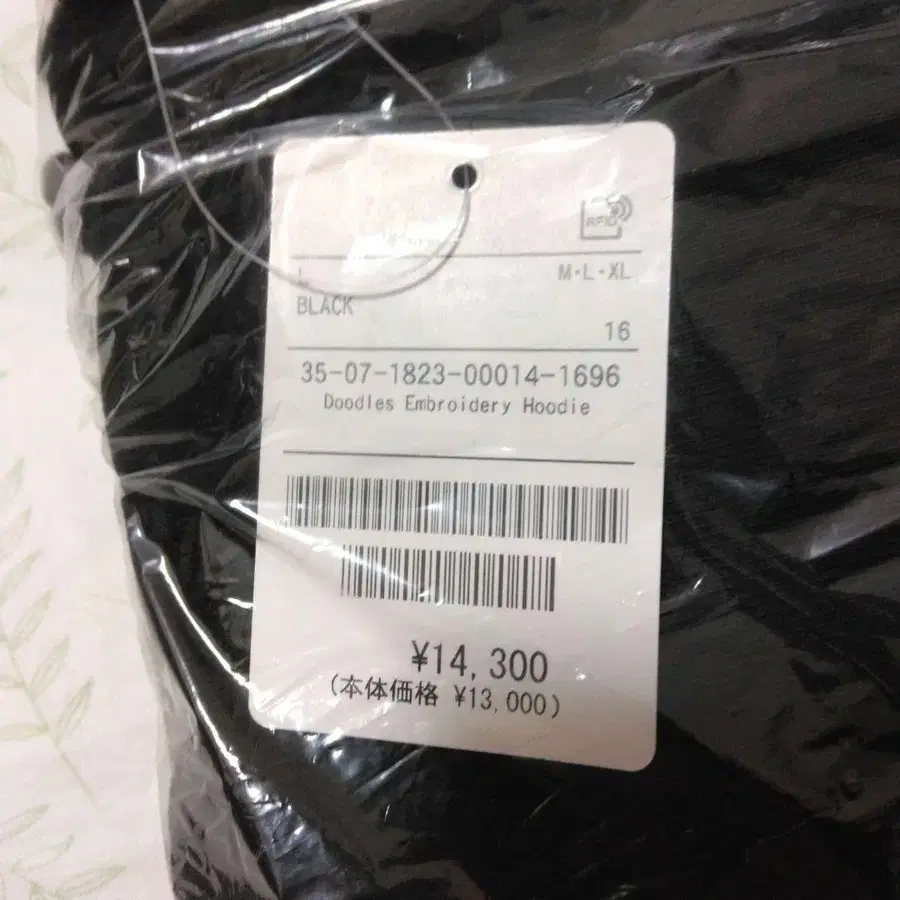 RFID
L
M・L・XL
BLACK
16
35-07-1823-00014-1696
Doodles Embroidery Hoodie
¥14,300
(本体価格 ¥13,000)